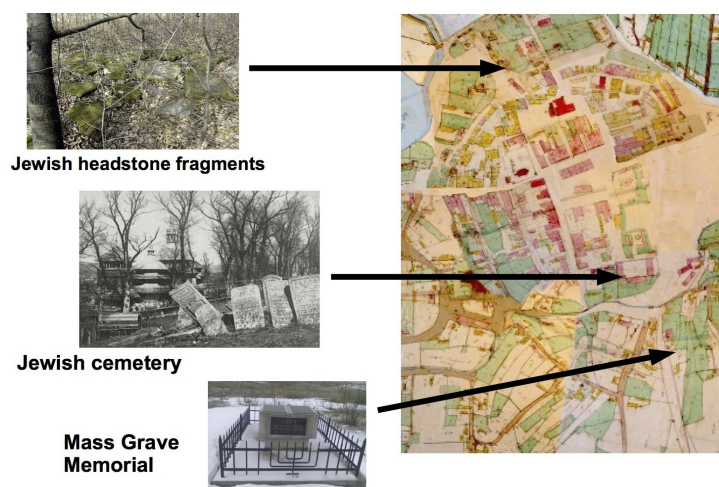 Jewish headstone fragments
Jewish cemetery
Mass Grave
Memorial